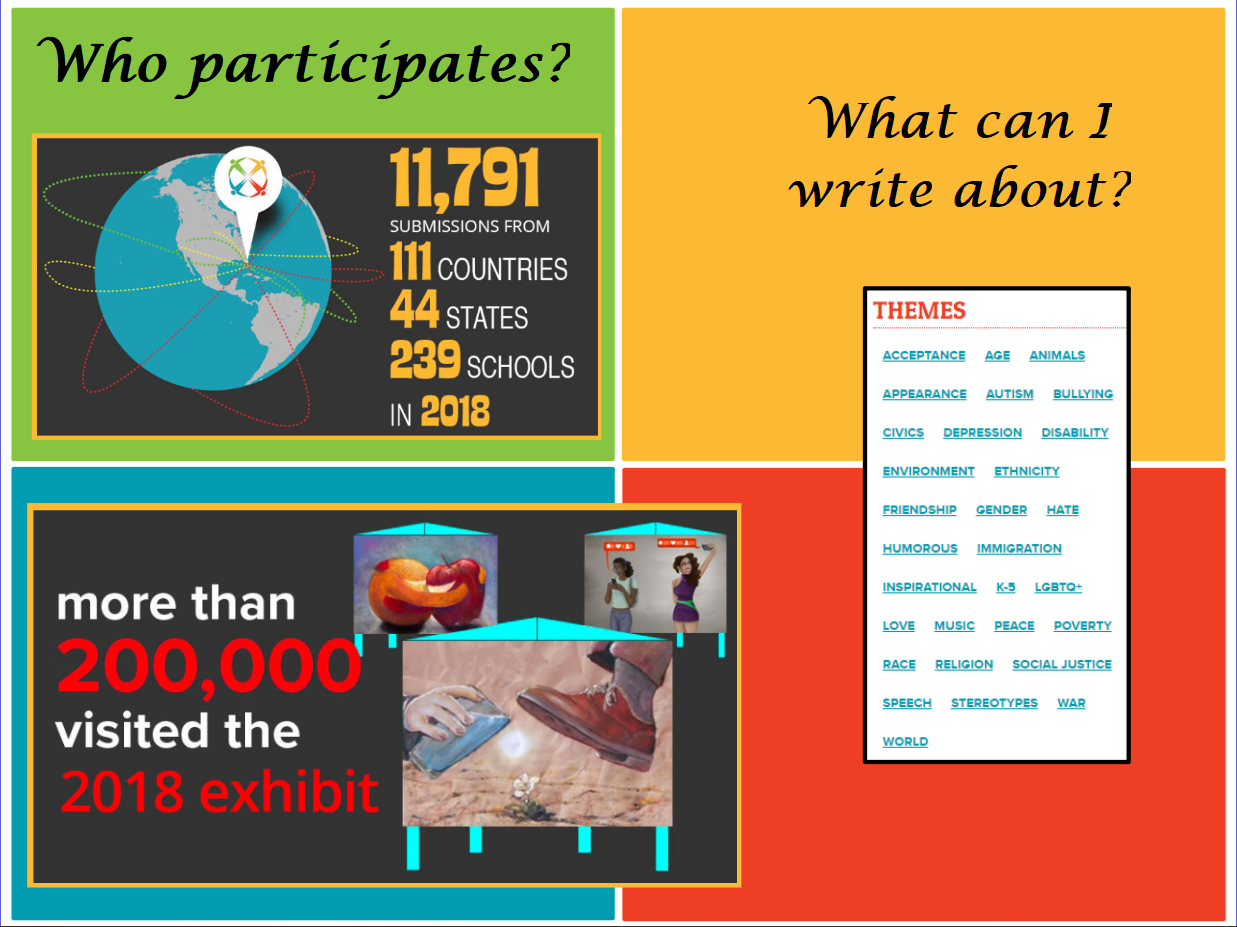 Who participates?
11,791
SUBMISSIONS FROM
111 COUNTRIES
44 STATES
239 SCHOOLS
IN 2018
What can I
write about?
THEMES
ACCEPTANCE AGE ANIMALS
APPEARANCE AUTISM BULLYING
CIVICS DEPRESSION DISABILITY
ENVIRONMENT ETHNICITY
FRIENDSHIP GENDER HATE
HUMOROUS IMMIGRATION
INSPIRATIONAL K-5 LGBTQ+
LOVE MUSIC PEACE POVERTY
RACE RELIGION SOCIAL JUSTICE
SPEECH STEREOTYPES WAR
WORLD
more than
200,000
visited the
2018 exhibit